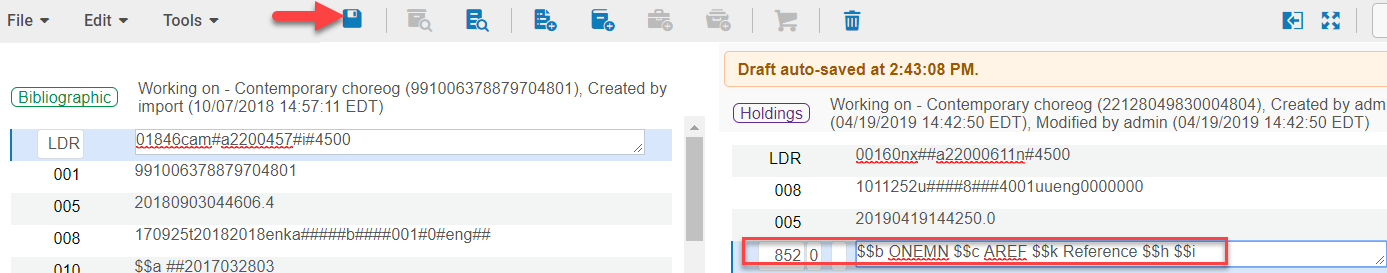 File Edit Tools
Draft auto-saved at 2:43:08 PM.
Bibliographic
Working on - Contemporary choreog (991006378879704801), Created by
import (10/07/2018 14:57:11 EDT)
LDR 01846cam#a2200457#i#4500
001 991006378879704801
005 20180903044606.4
008 170925t20182018enka#####b####001#0#eng##
010 $$a ##2017032803
Holdings
Working on - Contemporary choreog (22128049830004804), Created by adm
(04/19/2019 14:42:50 EDT), Modified by admin (04/19/2019 14:42:50 EDT)
LDR 00160nx##a22000611n#4500
008 1011252u####8###4001uueng0000000
005 20190419144250.0
852 0 $$b ONEMN $$c AREF $$k Reference $$h $$i